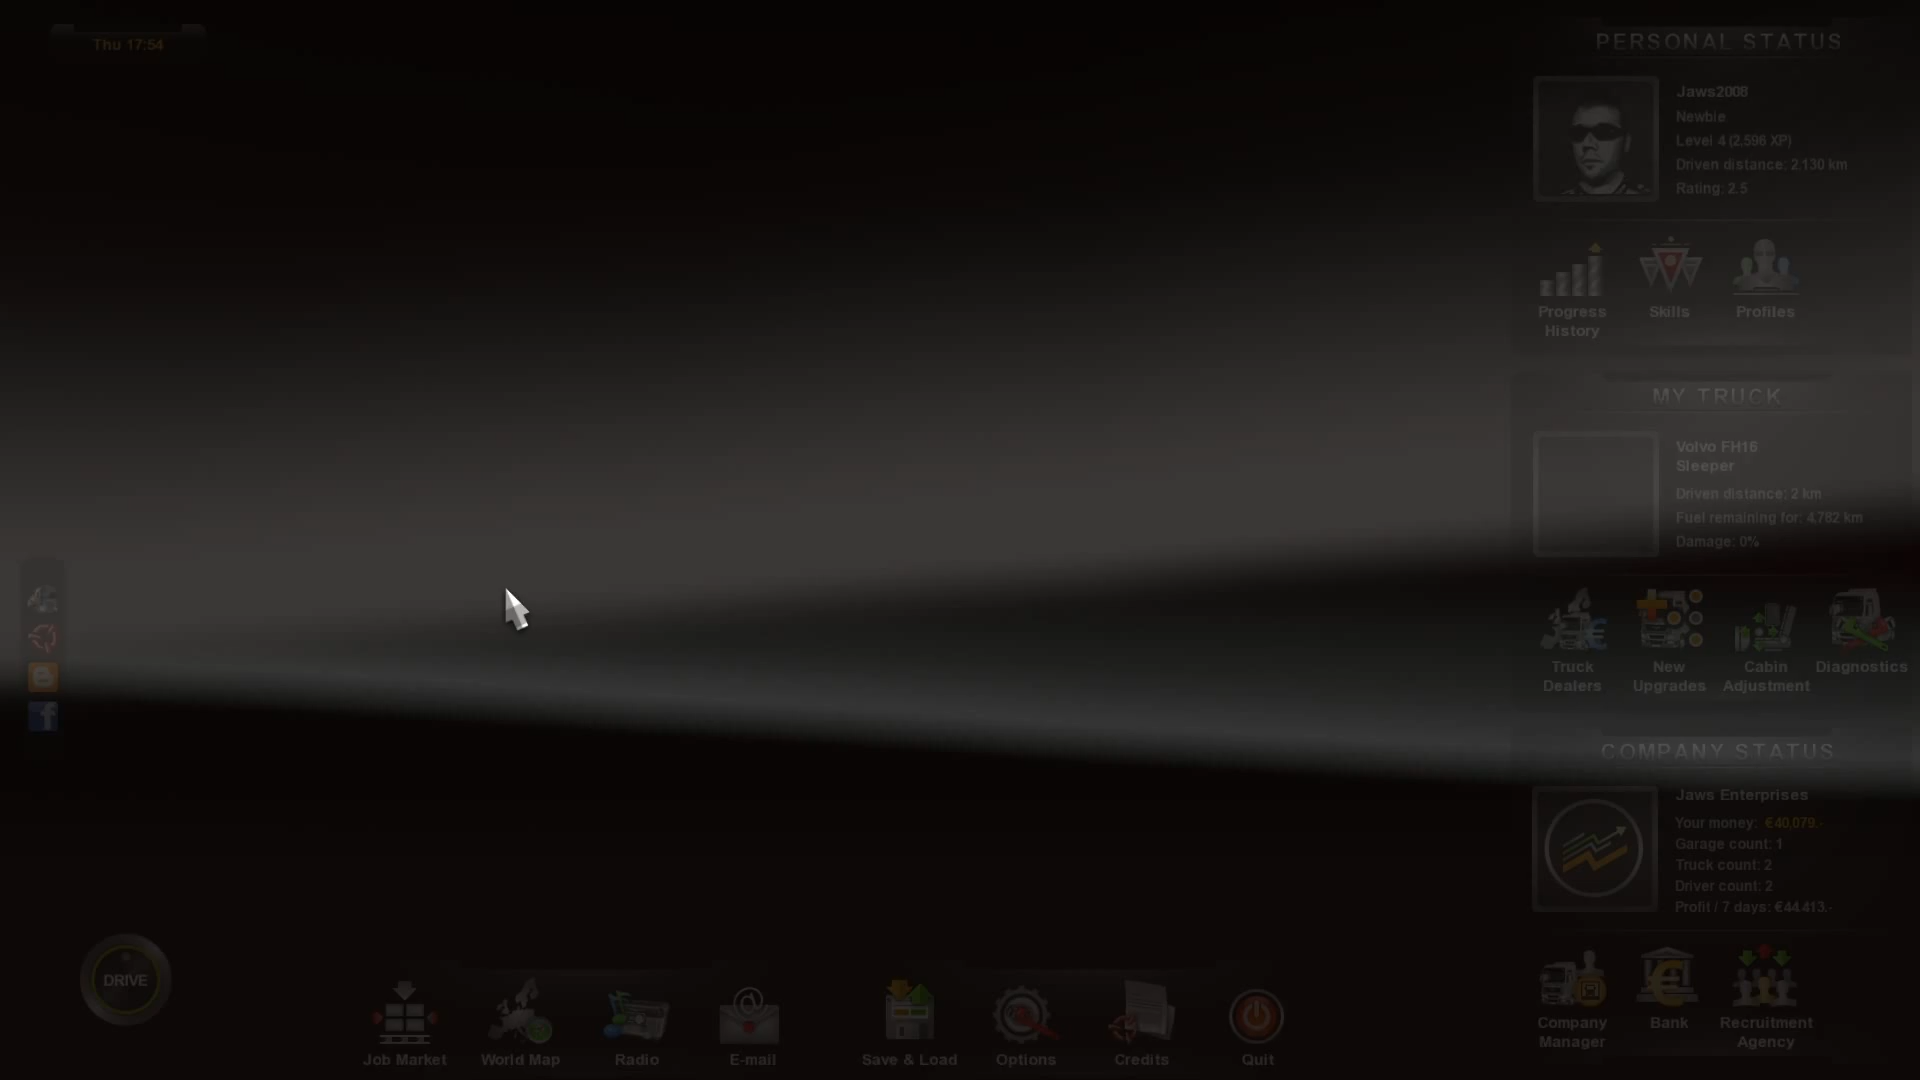 Thu 17:54
PERSONAL STATUS
Jaws2008
Newbie
Level 4 (2,596 XP)
Driven distance: 2,130 km
Rating: 2.5
Progress History
Skills
Profiles
MY TRUCK
Volvo FH16
Sleeper
Driven distance: 2 km
Fuel remaining for: 4,782 km
Damage: 0%
Truck Dealers
New Upgrades
Cabin Adjustment
Diagnostics
COMPANY STATUS
Jaws Enterprises
Your money: €40,079.-
Garage count: 1
Truck count: 2
Driver count: 2
Profit / 7 days: €44,413.-
Company Manager
Bank
Recruitment Agency
DRIVE
Job Market
World Map
Radio
E-mail
Save & Load
Options
Credits
Quit